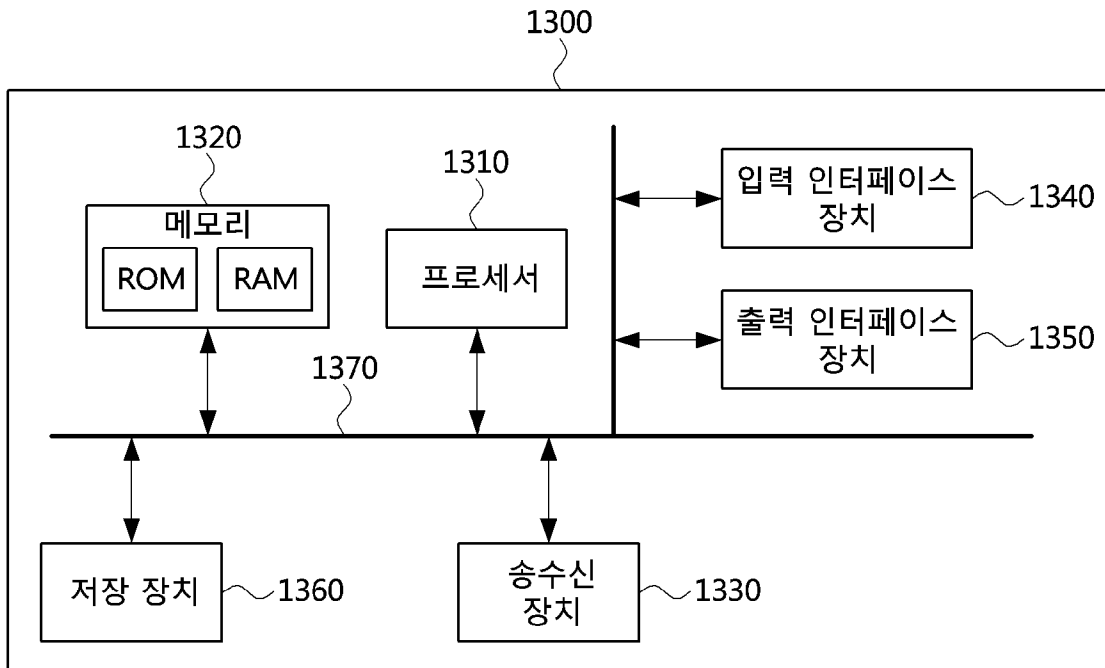 1300
1320
1310
메모리
ROM
RAM
프로세서
입력 인터페이스
장치
1340
출력 인터페이스
장치
1350
1370
저장 장치
1360
송수신
장치
1330